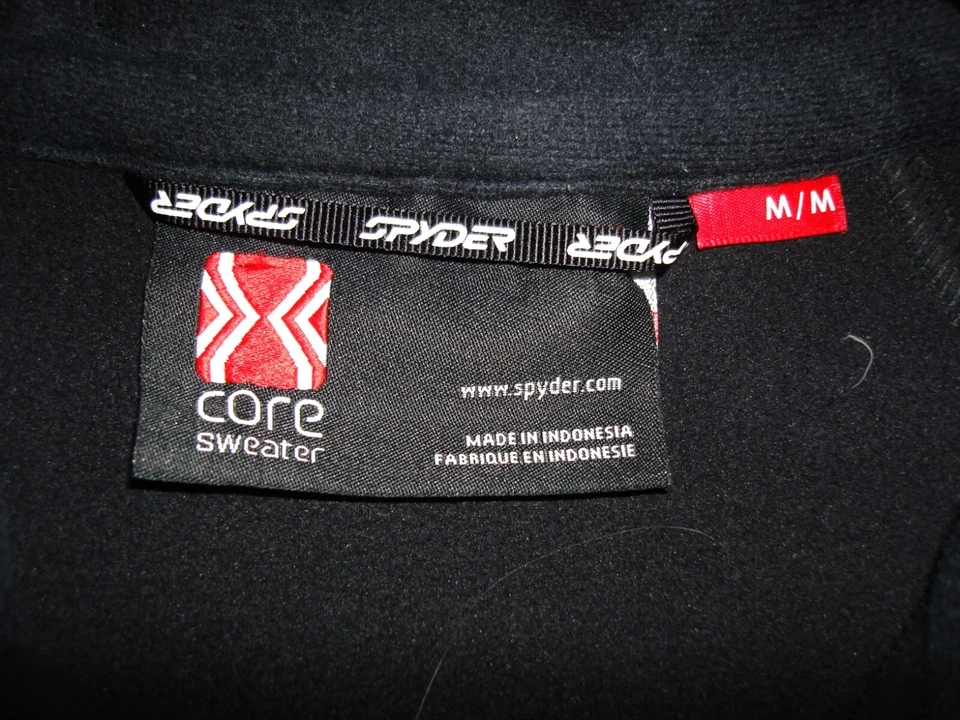 SPYDER SPYDER SPYDER
M/M
core
sweater
www.spyder.com
MADE IN INDONESIA
FABRIQUE EN INDONESIE